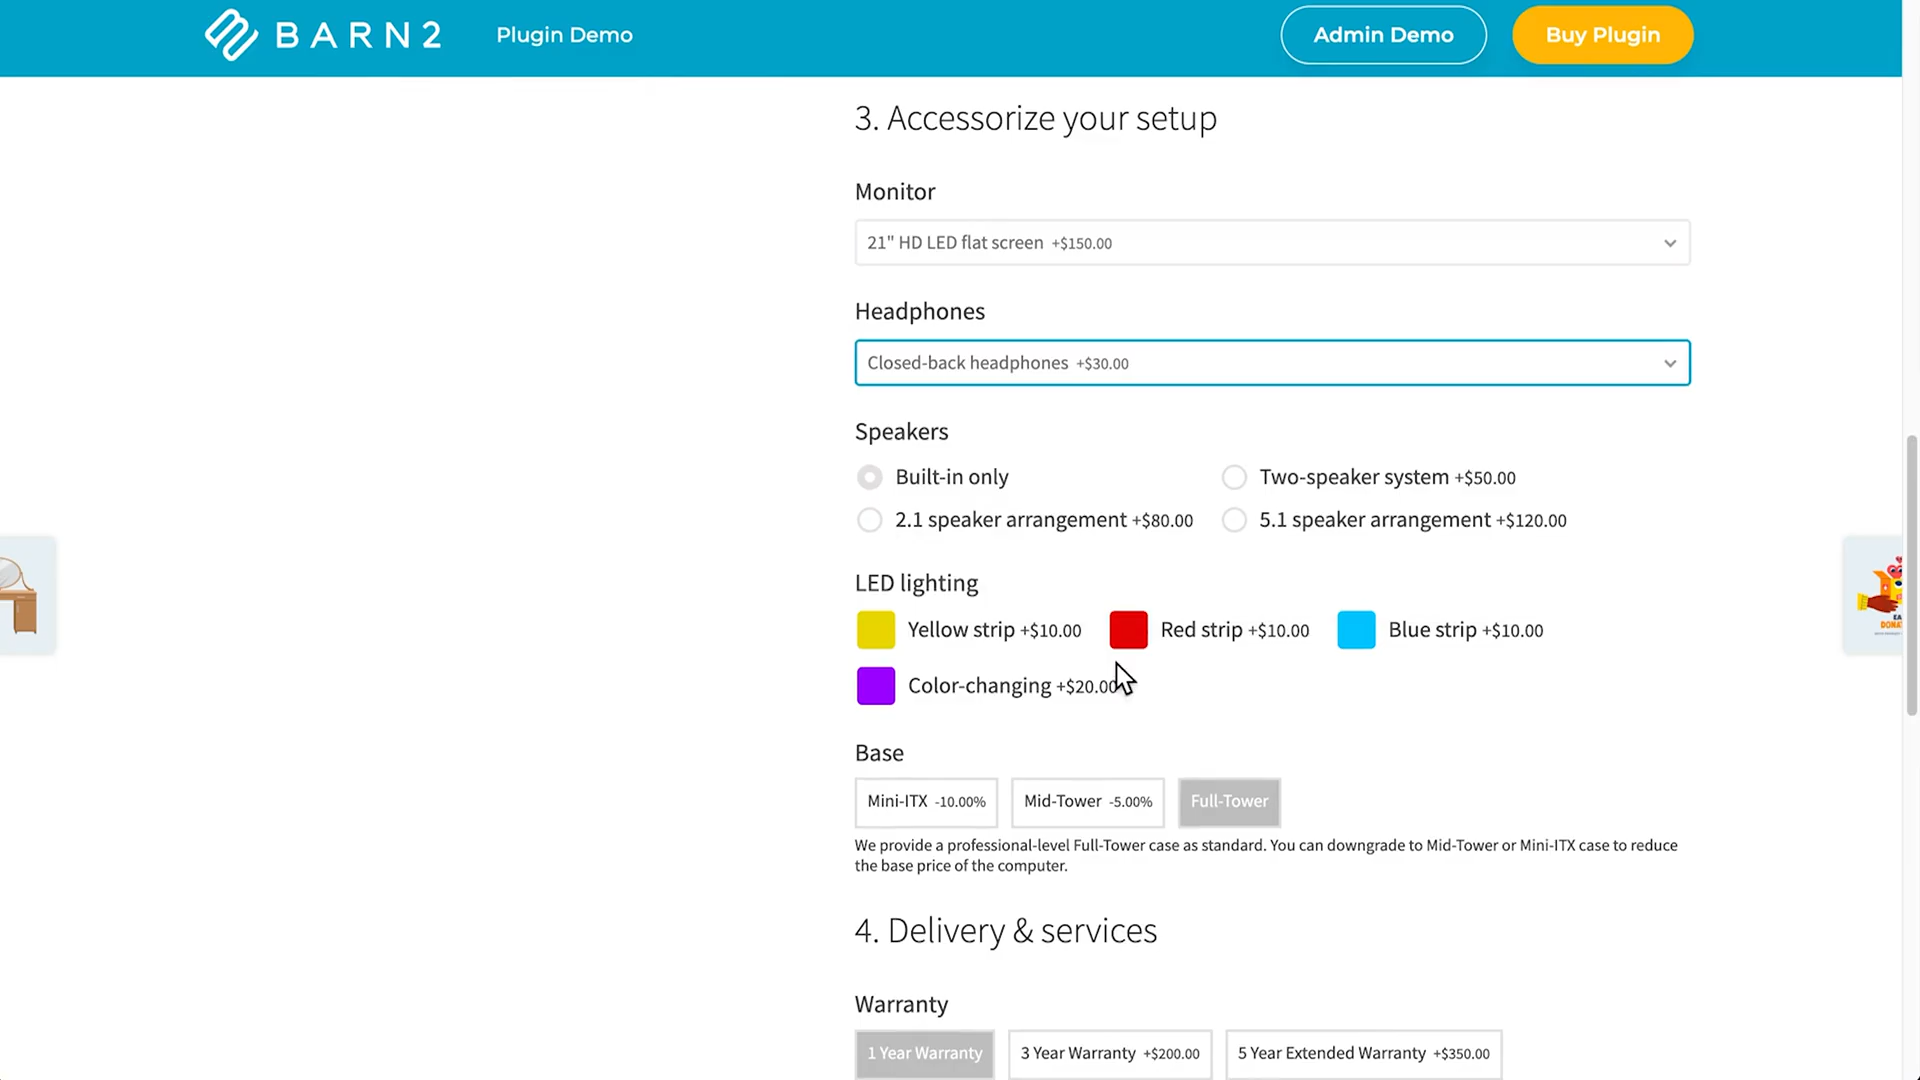 BARN2
Plugin Demo
Admin Demo
Buy Plugin
3. Accessorize your setup
Monitor
21" HD LED flat screen +$150.00
Headphones
Closed-back headphones +$30.00
Speakers
Built-in only
Two-speaker system +$50.00
2.1 speaker arrangement +$80.00
5.1 speaker arrangement +$120.00
LED lighting
Yellow strip +$10.00
Red strip +$10.00
Blue strip +$10.00
Color-changing +$20.00
Base
Mini-ITX -10.00%
Mid-Tower -5.00%
Full-Tower
We provide a professional-level Full-Tower case as standard. You can downgrade to Mid-Tower or Mini-ITX case to reduce
the base price of the computer.
4. Delivery & services
Warranty
1 Year Warranty
3 Year Warranty +$200.00
5 Year Extended Warranty +$350.00